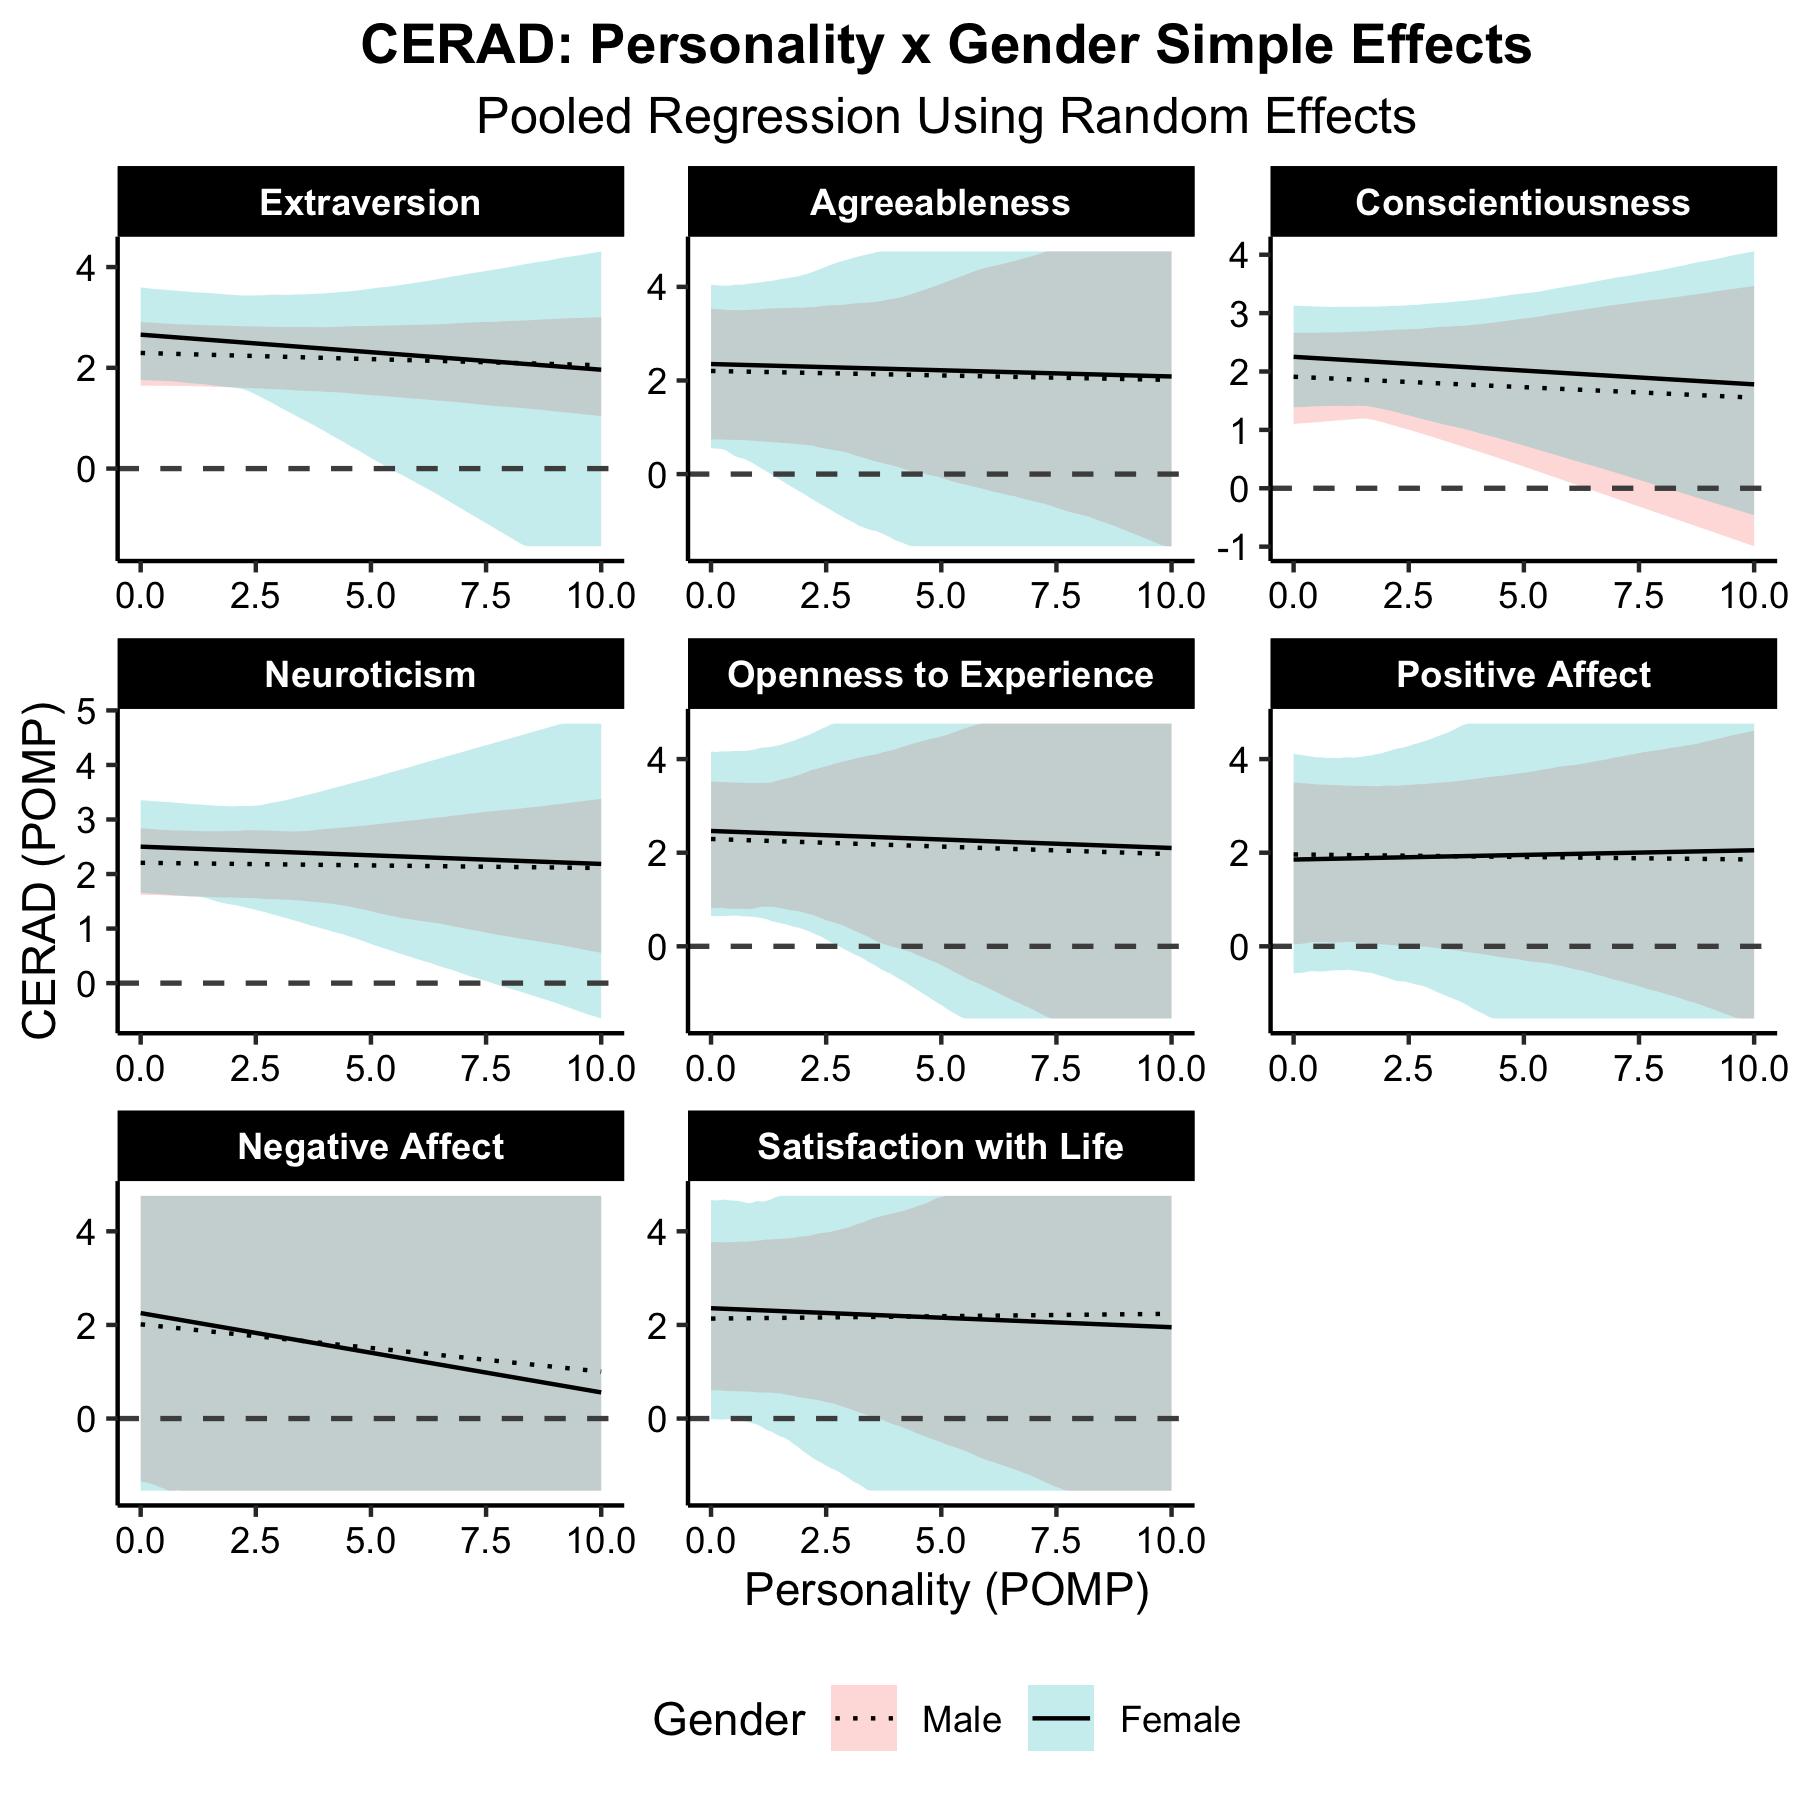 CERAD: Personality x Gender Simple Effects
Pooled Regression Using Random Effects
Extraversion
Agreeableness
Conscientiousness
4
2
0
0.0 2.5 5.0 7.5 10.0
4
2
0
0.0 2.5 5.0 7.5 10.0
4
3
2
1
0
-1
0.0 2.5 5.0 7.5 10.0
CERAD (POMP)
Neuroticism
Openness to Experience
Positive Affect
5
4
3
2
1
0
0.0 2.5 5.0 7.5 10.0
4
2
0
0.0 2.5 5.0 7.5 10.0
4
2
0
0.0 2.5 5.0 7.5 10.0
Negative Affect
Satisfaction with Life
4
2
0
0.0 2.5 5.0 7.5 10.0
4
2
0
0.0 2.5 5.0 7.5 10.0
Personality (POMP)
Gender Male Female